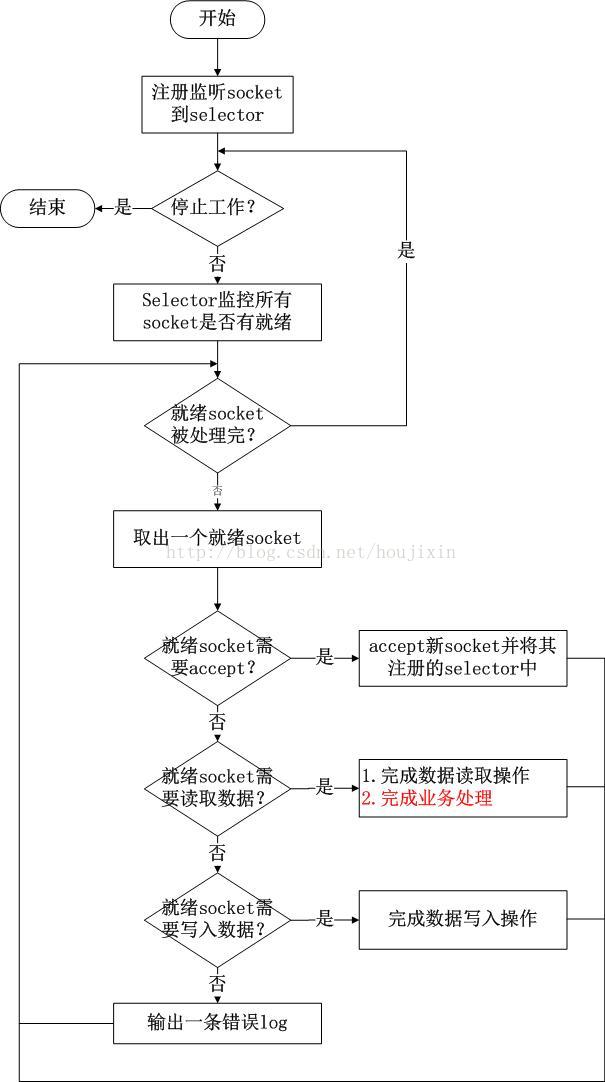 开始
注册监听socket
到selector
停止工作?
是
结束
否
是
Selector监控所有
socket是否有就绪
就绪socket
被处理完?
否
取出一个就绪socket
http://blog.csdn.net/houjixin
就绪socket需
要accept?
是
accept新socket并将其
注册的selector中
否
就绪socket需
要读取数据?
是
1.完成数据读取操作
2.完成业务处理
否
就绪socket需
要写入数据?
是
完成数据写入操作
否
输出一条错误log